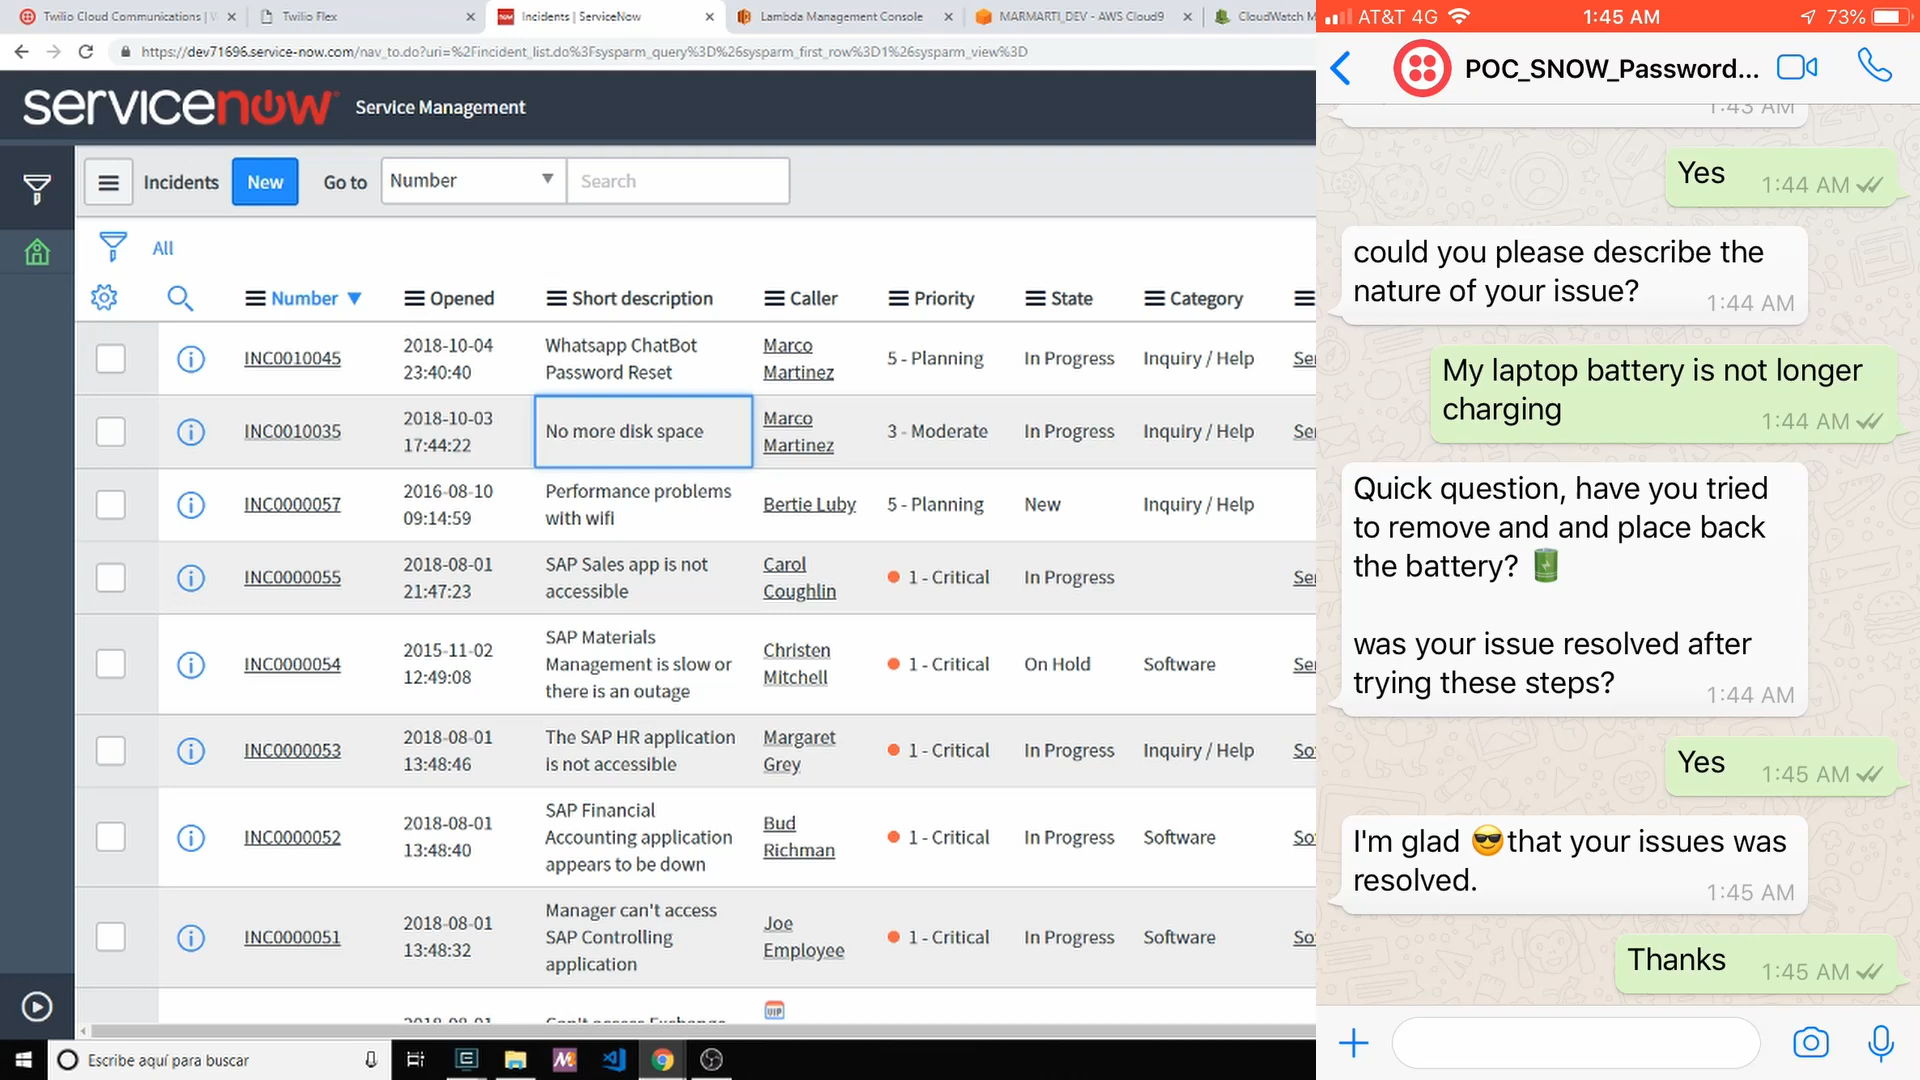 Twilio Cloud Communications |
Twilio Flex
Incidents | ServiceNow
Lambda Management Console
MARMARTI_DEV - AWS Cloud9
CloudWatch M
https://dev71696.service-now.com/nav_to.do?uri=%2Fincident_list.do%3Fsysparm_query%3D%26sysparm_first_row%3D1%26sysparm_view%3D
servicenow Service Management
Incidents New Go to Number Search
All
Number Opened Short description Caller Priority State Category
INC0010045 2018-10-04 23:40:40 Whatsapp ChatBot Password Reset Marco Martinez 5 - Planning In Progress Inquiry / Help
INC0010035 2018-10-03 17:44:22 No more disk space Marco Martinez 3 - Moderate In Progress Inquiry / Help
INC0000057 2016-08-10 09:14:59 Performance problems with wifi Bertie Luby 5 - Planning New Inquiry / Help
INC0000055 2018-08-01 21:47:23 SAP Sales app is not accessible Carol Coughlin 1 - Critical In Progress
INC0000054 2015-11-02 12:49:08 SAP Materials Management is slow or there is an outage Christen Mitchell 1 - Critical On Hold Software
INC0000053 2018-08-01 13:48:46 The SAP HR application is not accessible Margaret Grey 1 - Critical In Progress Inquiry / Help
INC0000052 2018-08-01 13:48:40 SAP Financial Accounting application appears to be down Bud Richman 1 - Critical In Progress Software
INC0000051 2018-08-01 13:48:32 Manager can't access SAP Controlling application Joe Employee 1 - Critical In Progress Software
VIP
Escribe aquí para buscar
AT&T 4G 1:45 AM 73%
POC_SNOW_Password...
1:43 AM
Yes 1:44 AM
could you please describe the
nature of your issue? 1:44 AM
My laptop battery is not longer
charging 1:44 AM
Quick question, have you tried
to remove and and place back
the battery?
was your issue resolved after
trying these steps? 1:44 AM
Yes 1:45 AM
I'm glad 😎that your issues was
resolved. 1:45 AM
Thanks 1:45 AM